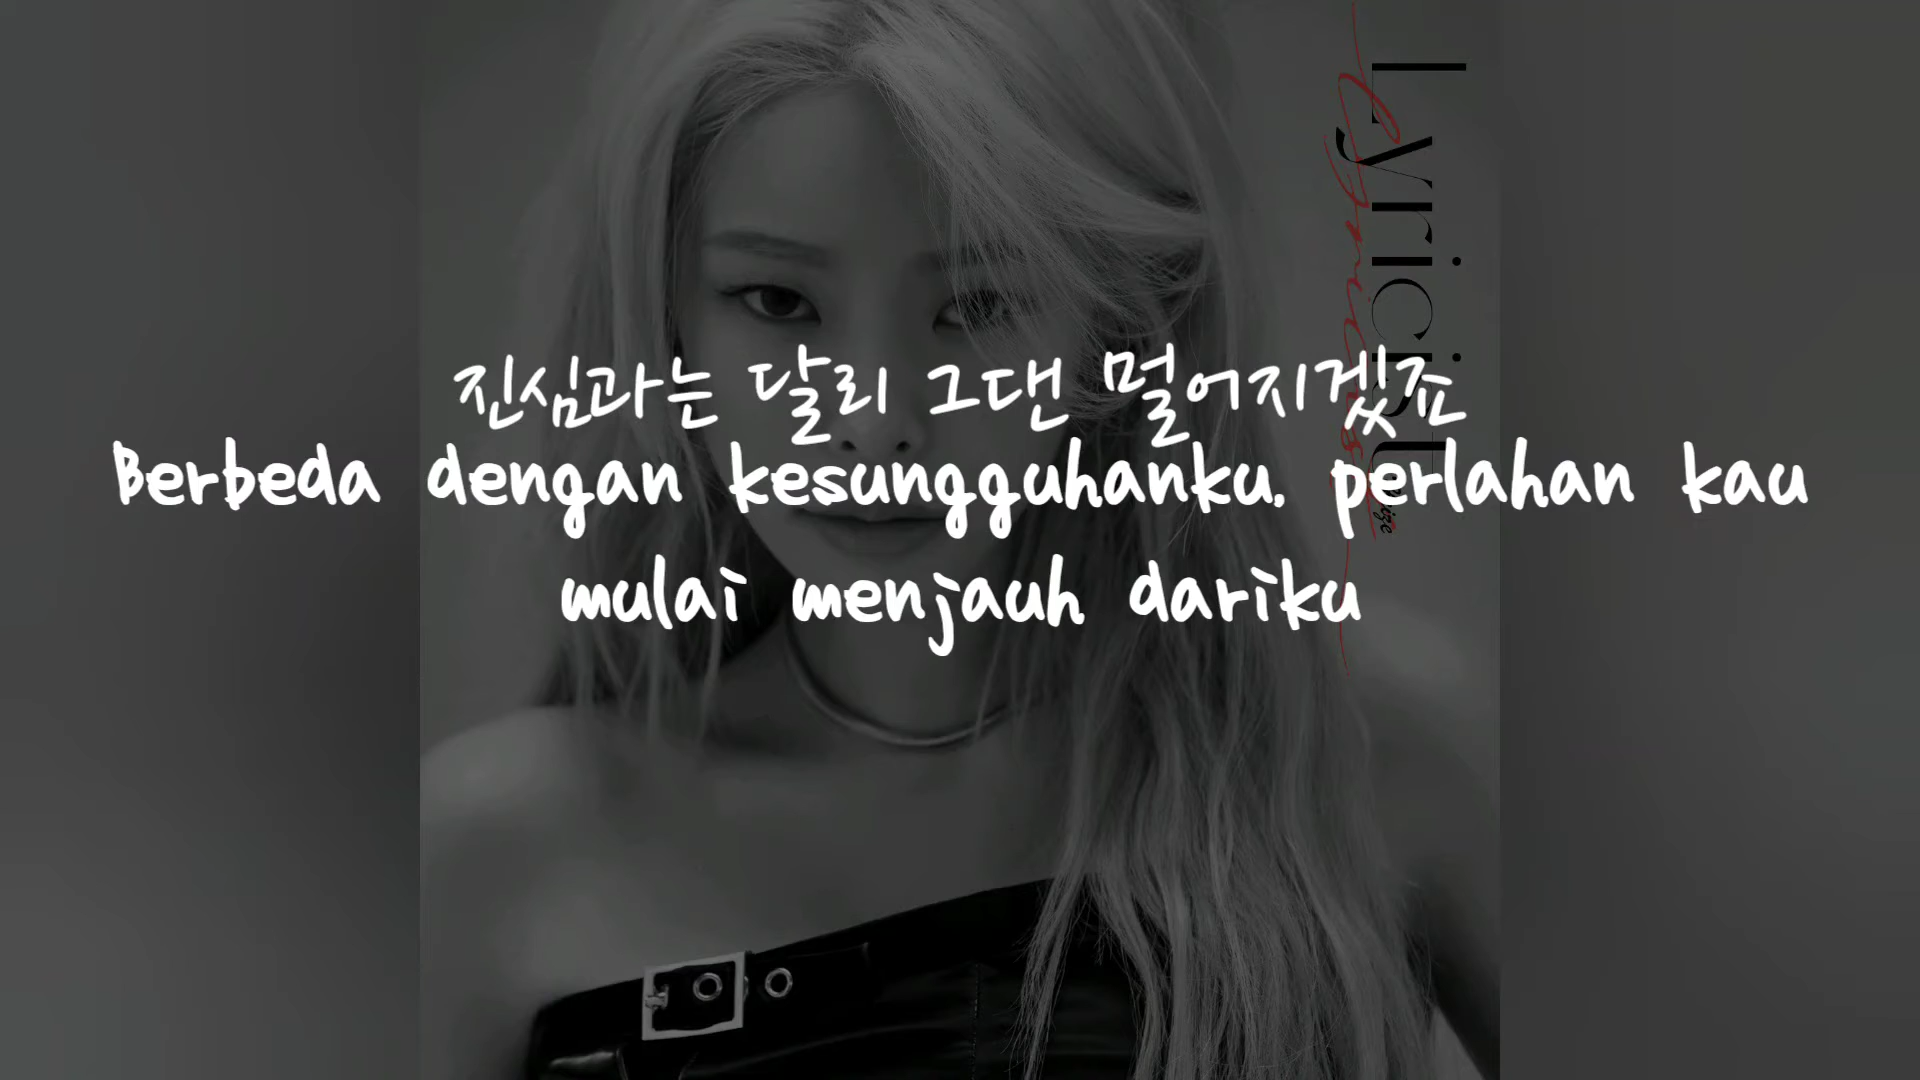 진심과는 달리 그댄 멀어지겠죠
Berbeda dengan kesungguhanku, perlahan kau
mulai menjauh dariku
Lyricist
Lyricist